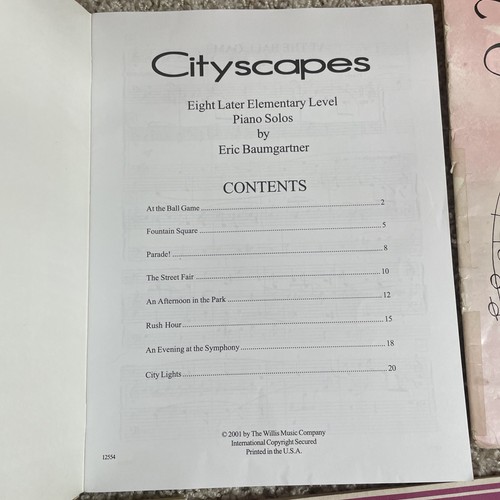 Cityscapes
Eight Later Elementary Level
Piano Solos
by
Eric Baumgartner
CONTENTS
At the Ball Game ........................................ 2
Fountain Square ........................................ 5
Parade! ........................................ 8
The Street Fair ........................................ 10
An Afternoon in the Park ........................................ 12
Rush Hour ........................................ 15
An Evening at the Symphony ........................................ 18
City Lights ........................................ 20
© 2001 by The Willis Music Company
International Copyright Secured
Printed in the U.S.A.
12554